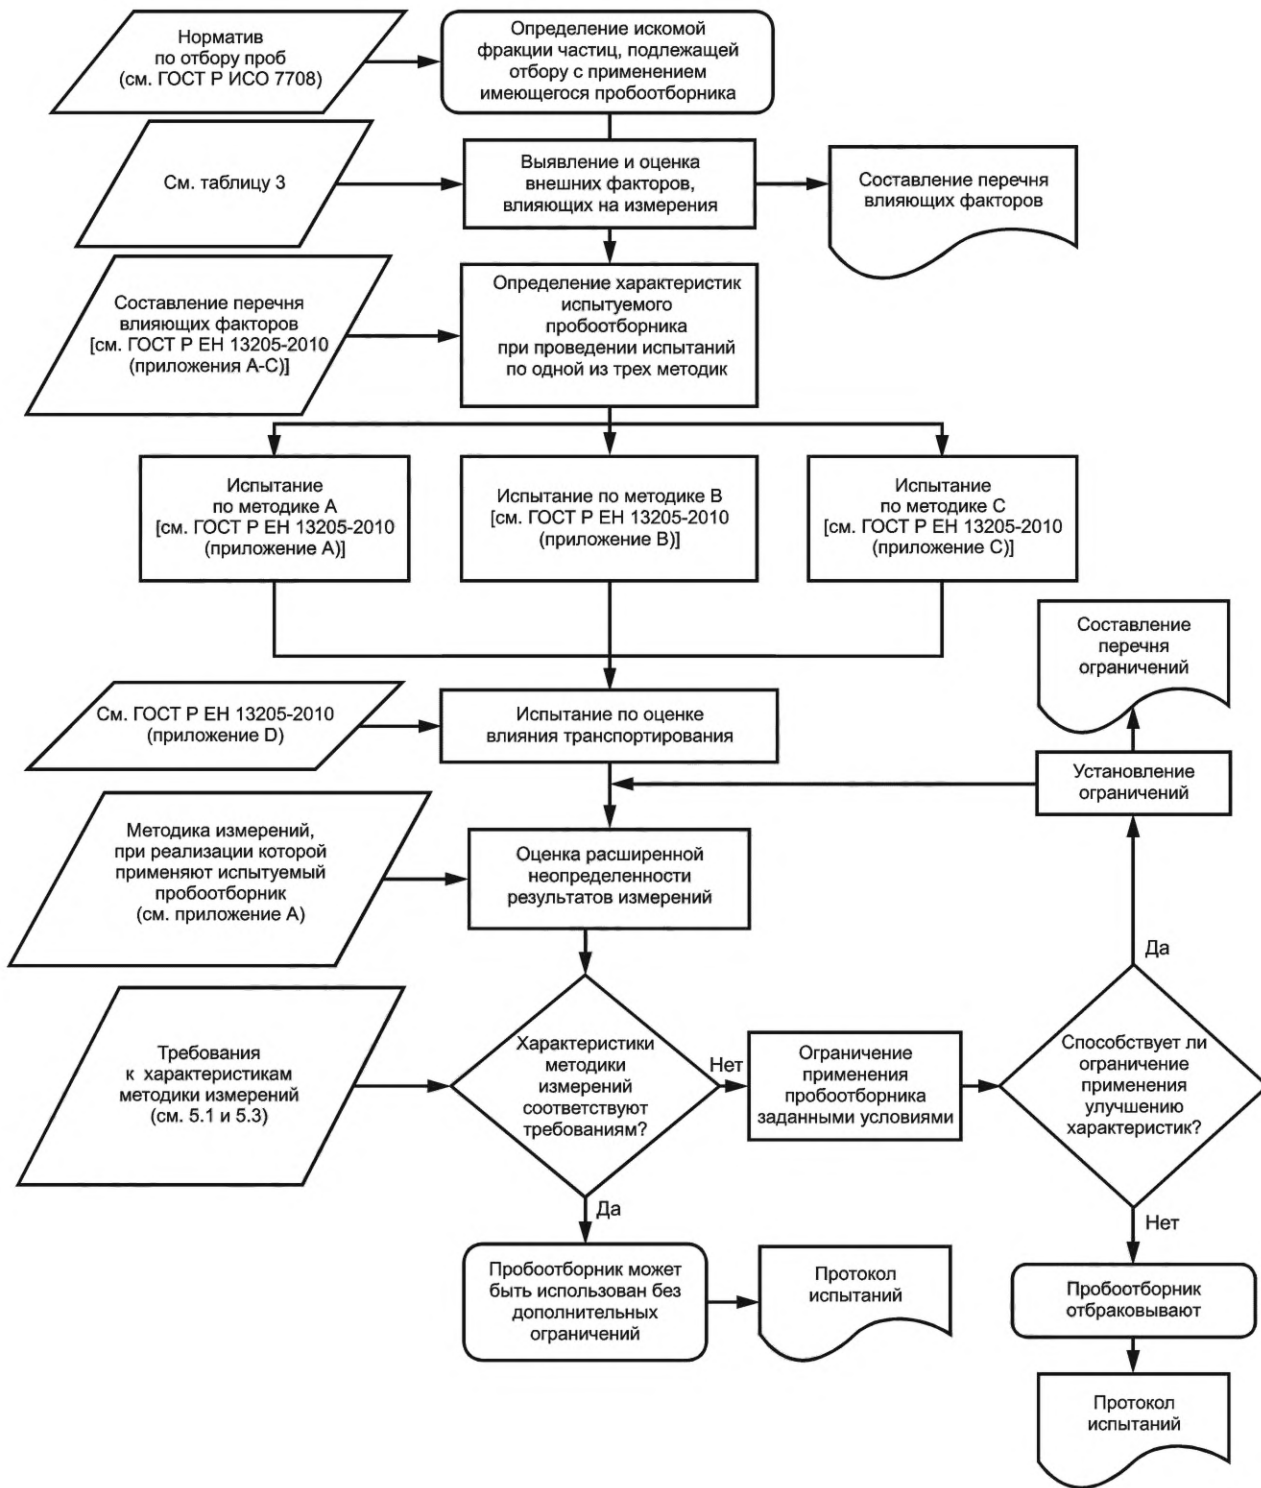 Норматив
по отбору проб
(см. ГОСТ Р ИСО 7708)
Определение искомой
фракции частиц, подлежащей
отбору с применением
имеющегося пробоотборника
См. таблицу 3
Выявление и оценка
внешних факторов,
влияющих на измерения
Составление перечня
влияющих факторов
Составление перечня
влияющих факторов
[см. ГОСТ Р ЕН 13205-2010
(приложения А-С)]
Определение характеристик
испытуемого
пробоотборника
при проведении испытаний
по одной из трех методик
Испытание
по методике А
[см. ГОСТ Р ЕН 13205-2010
(приложение А)]
Испытание по методике В
[см. ГОСТ Р ЕН 13205-2010
(приложение В)]
Испытание
по методике С
[см. ГОСТ Р ЕН 13205-2010
(приложение С)]
Составление
перечня
ограничений
См. ГОСТ Р ЕН 13205-2010
(приложение D)
Испытание по оценке
влияния транспортирования
Установление
ограничений
Методика измерений,
при реализации которой
применяют испытуемый
пробоотборник
(см. приложение А)
Оценка расширенной
неопределенности
результатов измерений
Да
Требования
к характеристикам
методики измерений
(см. 5.1 и 5.3)
Характеристики
методики
измерений
соответствуют
требованиям?
Нет
Ограничение
применения
пробоотборника
заданными условиями
Способствует ли
ограничение
применения
улучшению
характеристик?
Да
Нет
Пробоотборник может
быть использован без
дополнительных
ограничений
Протокол
испытаний
Пробоотборник
отбраковывают
Протокол
испытаний